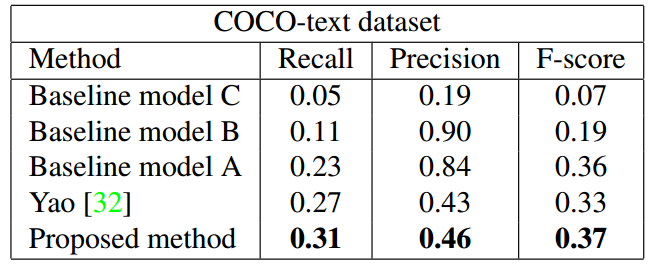 COCO-text dataset
Method Recall Precision F-score
Baseline model C 0.05 0.19 0.07
Baseline model B 0.11 0.90 0.19
Baseline model A 0.23 0.84 0.36
Yao [32] 0.27 0.43 0.33
Proposed method 0.31 0.46 0.37